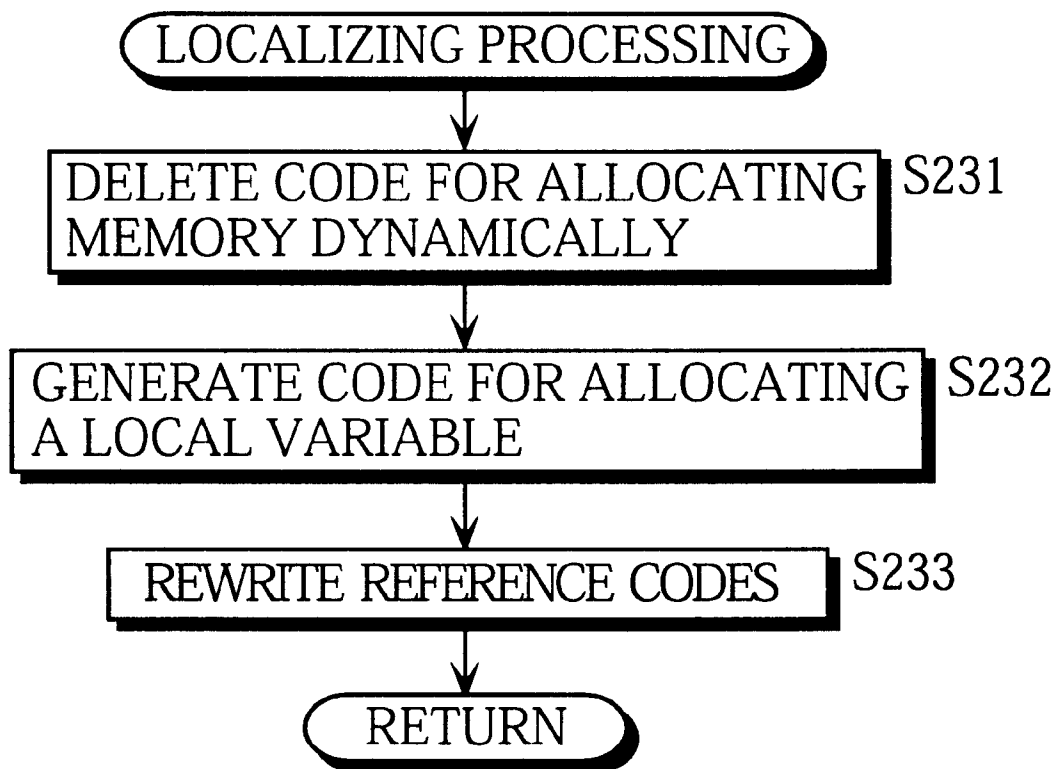 LOCALIZING PROCESSING
DELETE CODE FOR ALLOCATING
MEMORY DYNAMICALLY
S231
GENERATE CODE FOR ALLOCATING
A LOCAL VARIABLE
S232
REWRITE REFERENCE CODES
S233
RETURN